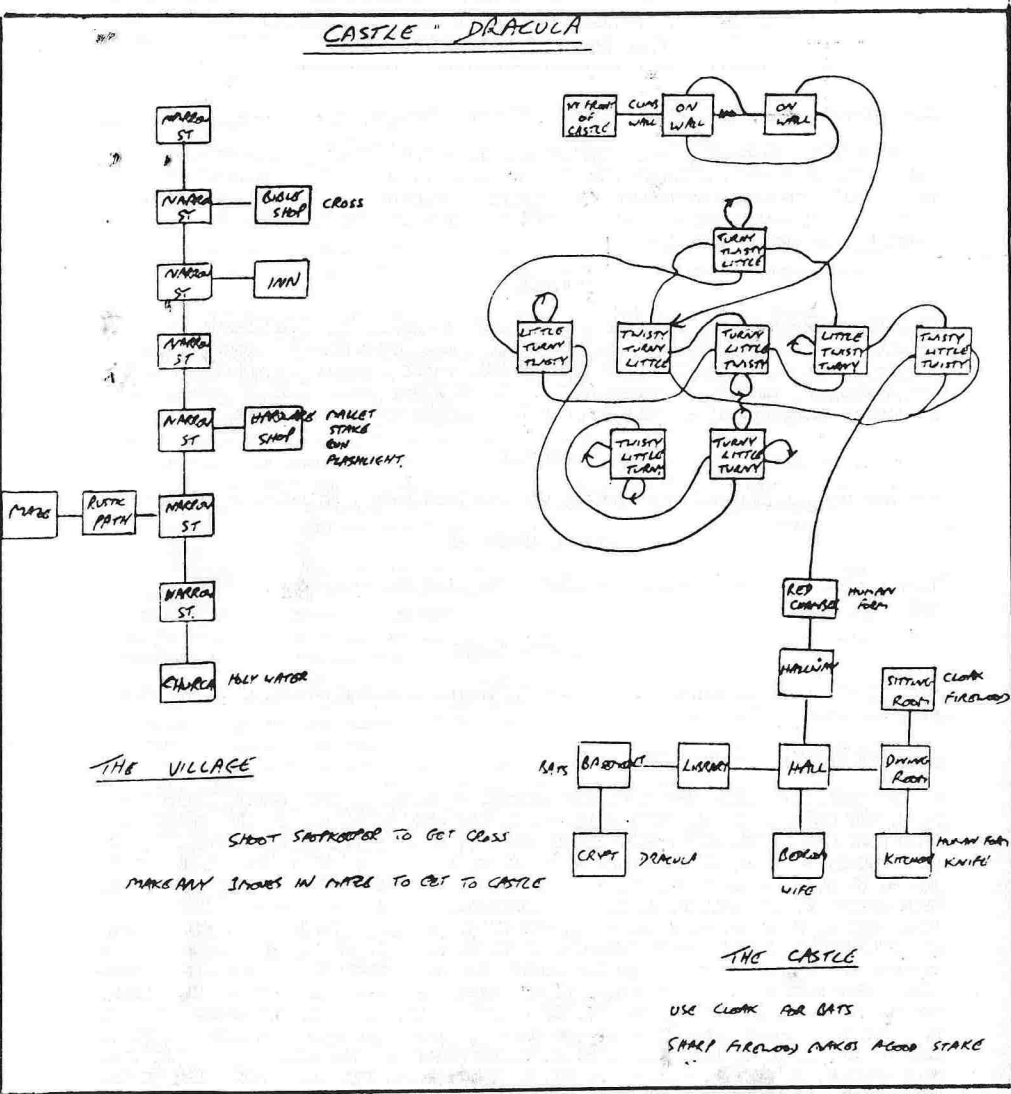 CASTLE DRACULA
NARROW
ST
NARROW
ST
BIBLE
SHOP
CROSS
NARROW
ST
INN
NARROW
ST
NARROW
ST
HARDWARE
SHOP
MALLET
STAKE
GUN
FLASHLIGHT.
MAZE
RUSTIC
PATH
NARROW
ST
NARROW
ST.
CHURCH
HOLY WATER
THE VILLAGE
SHOOT SHOPKEEPER TO GET CROSS
MAKE ANY 3 MOVES IN MAZE TO GET TO CASTLE
IN FRONT
OF
CASTLE
CLIMB
WALL
ON
WALL
ON
WALL
TURNY
TWISTY
LITTLE
LITTLE
TURNY
TWISTY
TWISTY
TURNY
LITTLE
TURNY
LITTLE
TWISTY
LITTLE
TWISTY
TURNY
TWISTY
LITTLE
TWISTY
TWISTY
LITTLE
TURNY
TURNY
LITTLE
TURNY
RED
CHAMBER
HUMAN
FORM
HALLWAY
SITTING
ROOM
CLOAK
FIREWOOD
BATS
BASEMENT
LIBRARY
HALL
DINING
ROOM
CRYPT
DRACULA
BEDROOM
WIFE
KITCHEN
HUMAN FORM
KNIFE
THE CASTLE
USE CLOAK FOR BATS
SHARP FIREWOOD MAKES A GOOD STAKE